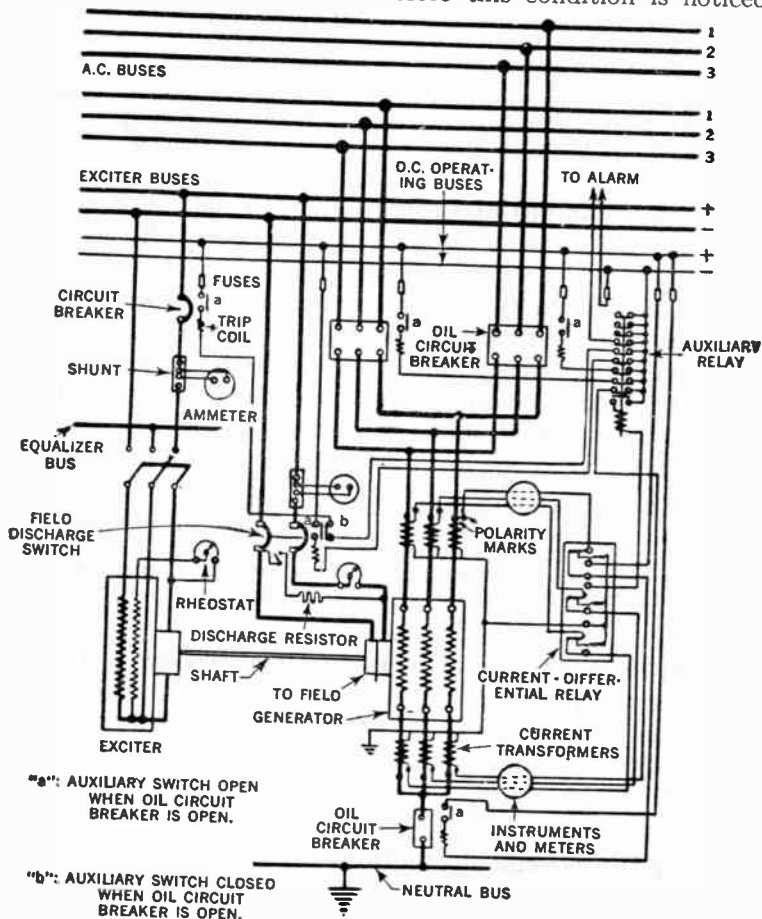 this condition is noticed
1
2
A.C. BUSES
3
1
2
3
D.C. OPERAT-
ING BUSES
EXCITER BUSES
TO ALARM
+
−
+
−
FUSES
a
CIRCUIT
BREAKER
TRIP
COIL
a
OIL
CIRCUIT
BREAKER
a
AUXILIARY
RELAY
SHUNT
AMMETER
EQUALIZER
BUS
a
b
FIELD
DISCHARGE
SWITCH
POLARITY
MARKS
RHEOSTAT
DISCHARGE RESISTOR
SHAFT
TO FIELD
CURRENT-DIFFER-
ENTIAL RELAY
GENERATOR
EXCITER
CURRENT
TRANSFORMERS
"a": AUXILIARY SWITCH OPEN
WHEN OIL CIRCUIT
BREAKER IS OPEN.
OIL
CIRCUIT
BREAKER
a
INSTRUMENTS
AND METERS
NEUTRAL BUS
"b": AUXILIARY SWITCH CLOSED
WHEN OIL CIRCUIT
BREAKER IS OPEN.